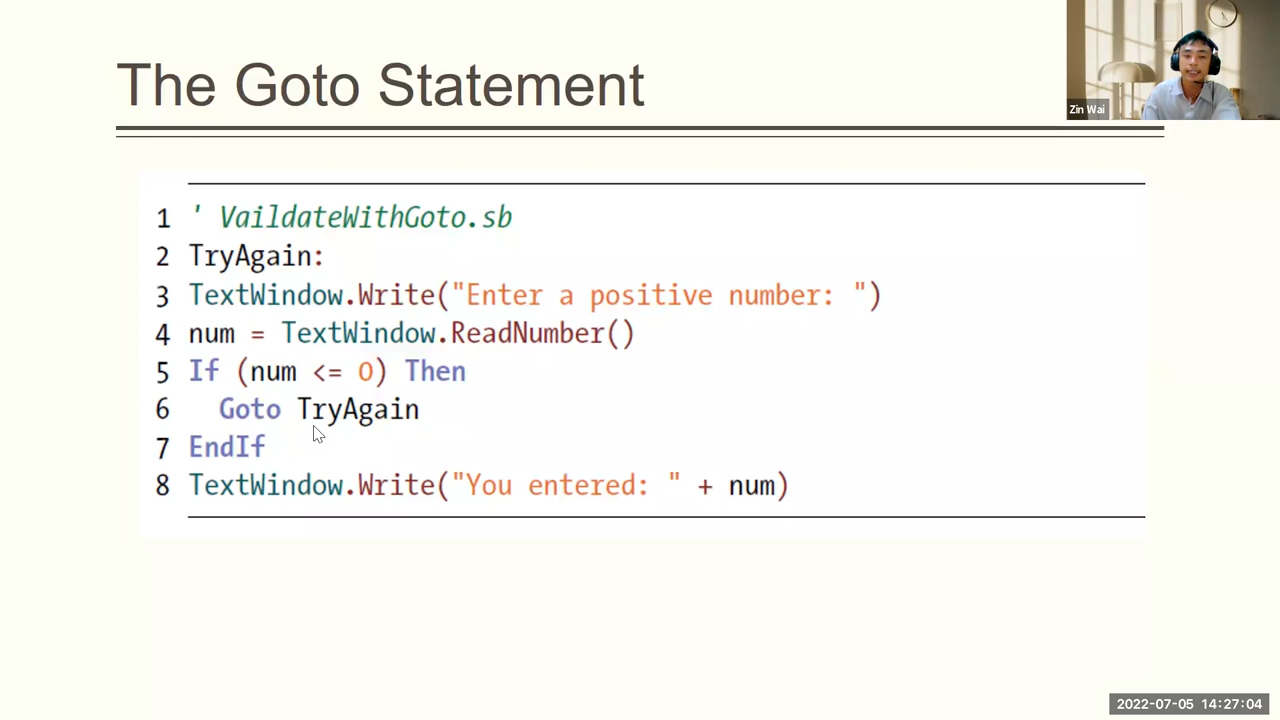 The Goto Statement
Zin Wai
1 ' VaildateWithGoto.sb
2 TryAgain:
3 TextWindow.Write("Enter a positive number: ")
4 num = TextWindow.ReadNumber()
5 If (num <= 0) Then
6 Goto TryAgain
7 EndIf
8 TextWindow.Write("You entered: " + num)
2022-07-05 14:27:04